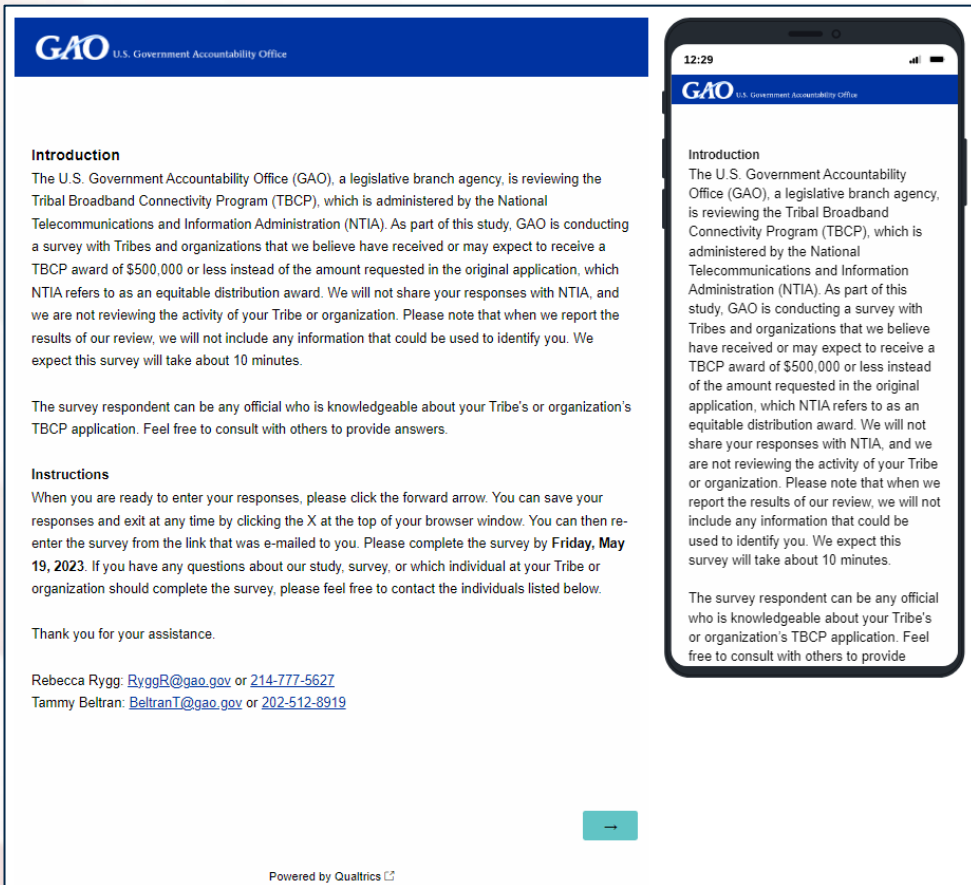 GAO U.S. Government Accountability Office
Introduction
The U.S. Government Accountability Office (GAO), a legislative branch agency, is reviewing the
Tribal Broadband Connectivity Program (TBCP), which is administered by the National
Telecommunications and Information Administration (NTIA). As part of this study, GAO is conducting
a survey with Tribes and organizations that we believe have received or may expect to receive a
TBCP award of $500,000 or less instead of the amount requested in the original application, which
NTIA refers to as an equitable distribution award. We will not share your responses with NTIA, and
we are not reviewing the activity of your Tribe or organization. Please note that when we report the
results of our review, we will not include any information that could be used to identify you. We
expect this survey will take about 10 minutes.
The survey respondent can be any official who is knowledgeable about your Tribe's or organization's
TBCP application. Feel free to consult with others to provide answers.
Instructions
When you are ready to enter your responses, please click the forward arrow. You can save your
responses and exit at any time by clicking the X at the top of your browser window. You can then re-
enter the survey from the link that was e-mailed to you. Please complete the survey by Friday, May
19, 2023. If you have any questions about our study, survey, or which individual at your Tribe or
organization should complete the survey, please feel free to contact the individuals listed below.
Thank you for your assistance.
Rebecca Rygg: RyggR@gao.gov or 214-777-5627
Tammy Beltran: BeltranT@gao.gov or 202-512-8919
→
Powered by Qualtrics
12:29
GAO U.S. Government Accountability Office
Introduction
The U.S. Government Accountability
Office (GAO), a legislative branch agency,
is reviewing the Tribal Broadband
Connectivity Program (TBCP), which is
administered by the National
Telecommunications and Information
Administration (NTIA). As part of this
study, GAO is conducting a survey with
Tribes and organizations that we believe
have received or may expect to receive a
TBCP award of $500,000 or less instead
of the amount requested in the original
application, which NTIA refers to as an
equitable distribution award. We will not
share your responses with NTIA, and we
are not reviewing the activity of your Tribe
or organization. Please note that when we
report the results of our review, we will not
include any information that could be
used to identify you. We expect this
survey will take about 10 minutes.
The survey respondent can be any official
who is knowledgeable about your Tribe's
or organization's TBCP application. Feel
free to consult with others to provide